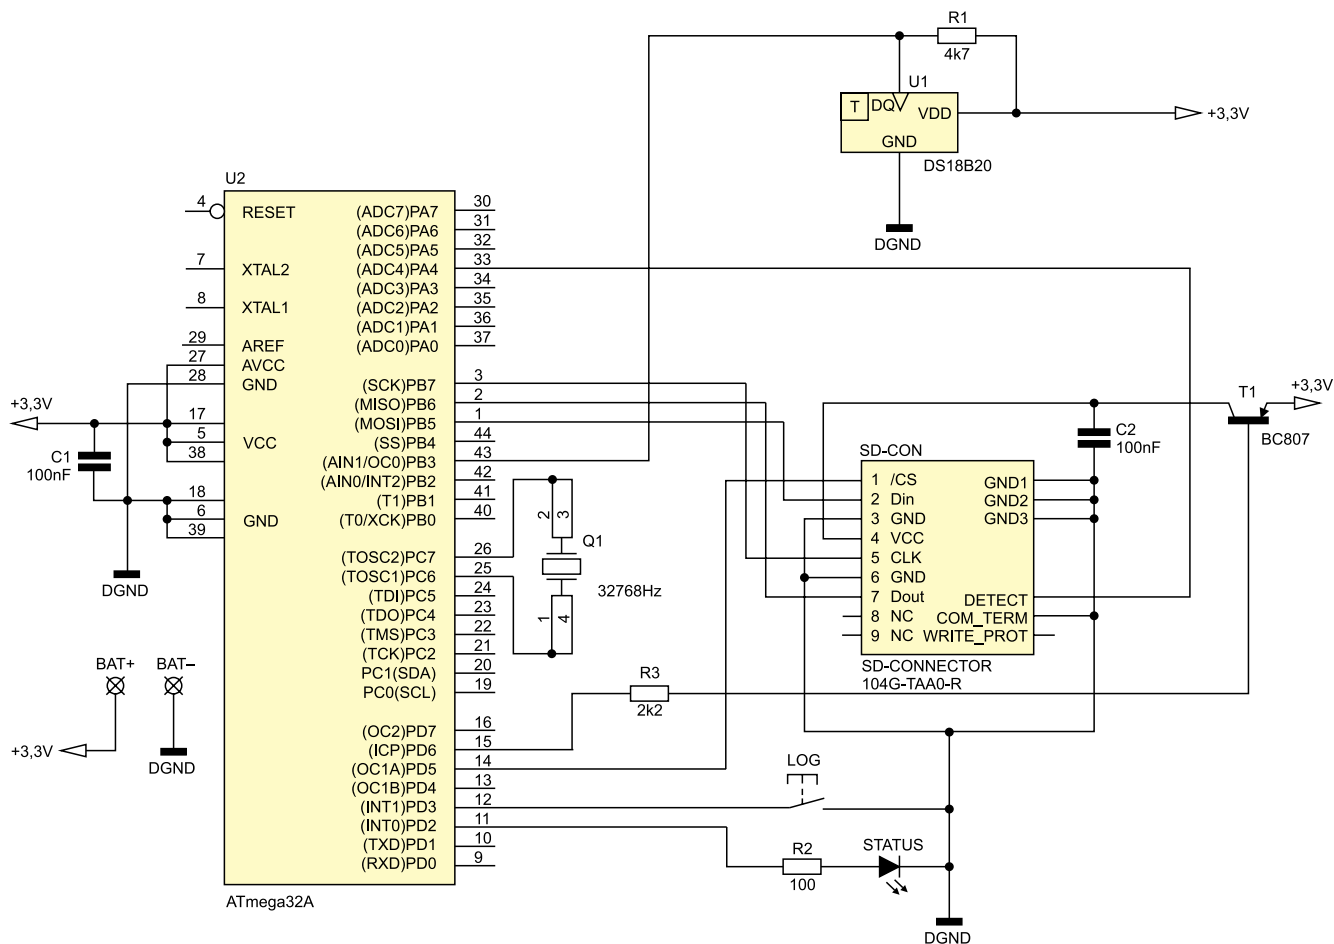 R1
4k7
U1
T
DQ
VDD
GND
DS18B20
+3,3V
DGND
U2
4
RESET
7
XTAL2
8
XTAL1
29
AREF
27
AVCC
28
GND
+3,3V
17
5
VCC
38
C1
100nF
18
6
GND
39
DGND
BAT+
BAT–
+3,3V
DGND
(ADC7)PA7 30
(ADC6)PA6 31
(ADC5)PA5 32
(ADC4)PA4 33
(ADC3)PA3 34
(ADC2)PA2 35
(ADC1)PA1 36
(ADC0)PA0 37
(SCK)PB7 3
(MISO)PB6 2
(MOSI)PB5 1
(SS)PB4 44
(AIN1/OC0)PB3 43
(AIN0/INT2)PB2 42
(T1)PB1 41
(T0/XCK)PB0 40
(TOSC2)PC7 26
(TOSC1)PC6 25
(TDI)PC5 24
(TDO)PC4 23
(TMS)PC3 22
(TCK)PC2 21
PC1(SDA) 20
PC0(SCL) 19
(OC2)PD7 16
(ICP)PD6 15
(OC1A)PD5 14
(OC1B)PD4 13
(INT1)PD3 12
(INT0)PD2 11
(TXD)PD1 10
(RXD)PD0 9
ATmega32A
2 3
Q1
32768Hz
1 4
R3
2k2
T1
+3,3V
BC807
C2
100nF
SD-CON
1 /CS
2 Din
3 GND
4 VCC
5 CLK
6 GND
7 Dout
8 NC
9 NC
GND1
GND2
GND3
DETECT
COM_TERM
WRITE_PROT
SD-CONNECTOR
104G-TAA0-R
LOG
R2
100
STATUS
DGND